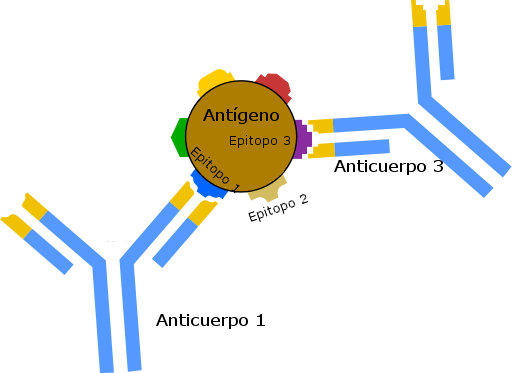 Antígeno
Epitopo 3
Epitopo 1
Epitopo 2
Anticuerpo 3
Anticuerpo 1